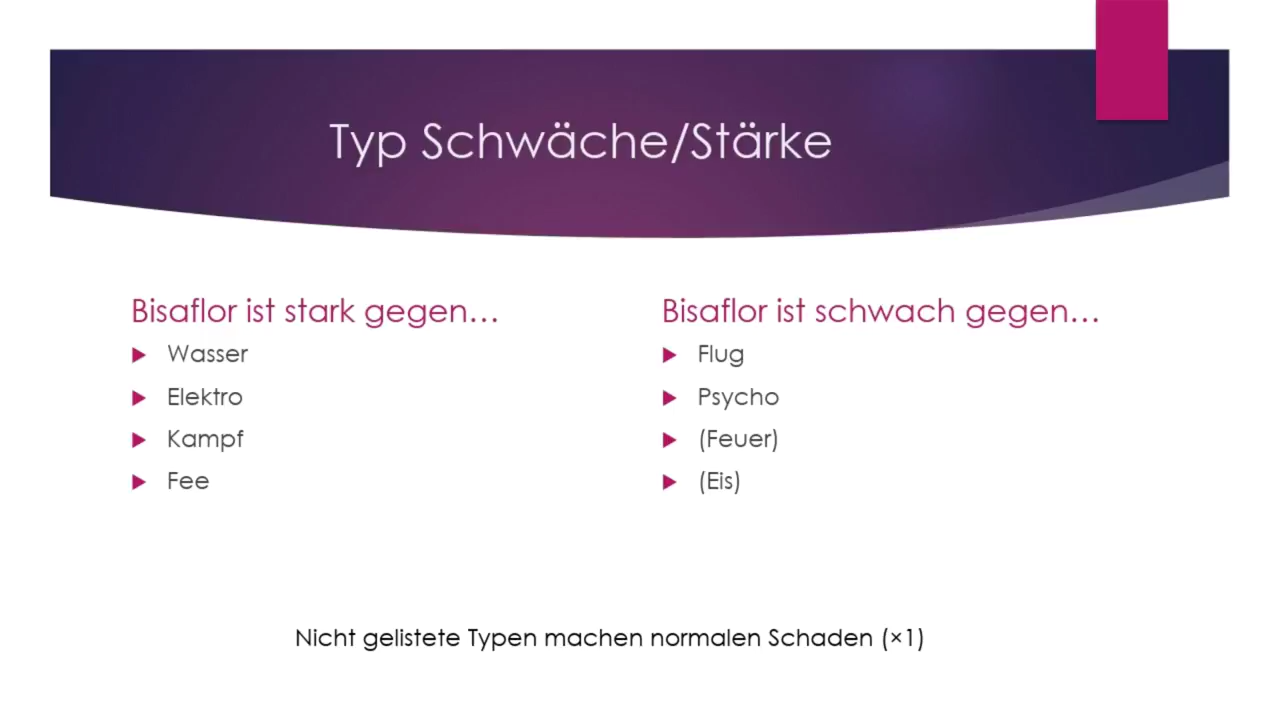 Typ Schwäche/Stärke
Bisaflor ist stark gegen…
Wasser
Elektro
Kampf
Fee
Bisaflor ist schwach gegen…
Flug
Psycho
(Feuer)
(Eis)
Nicht gelistete Typen machen normalen Schaden (×1)